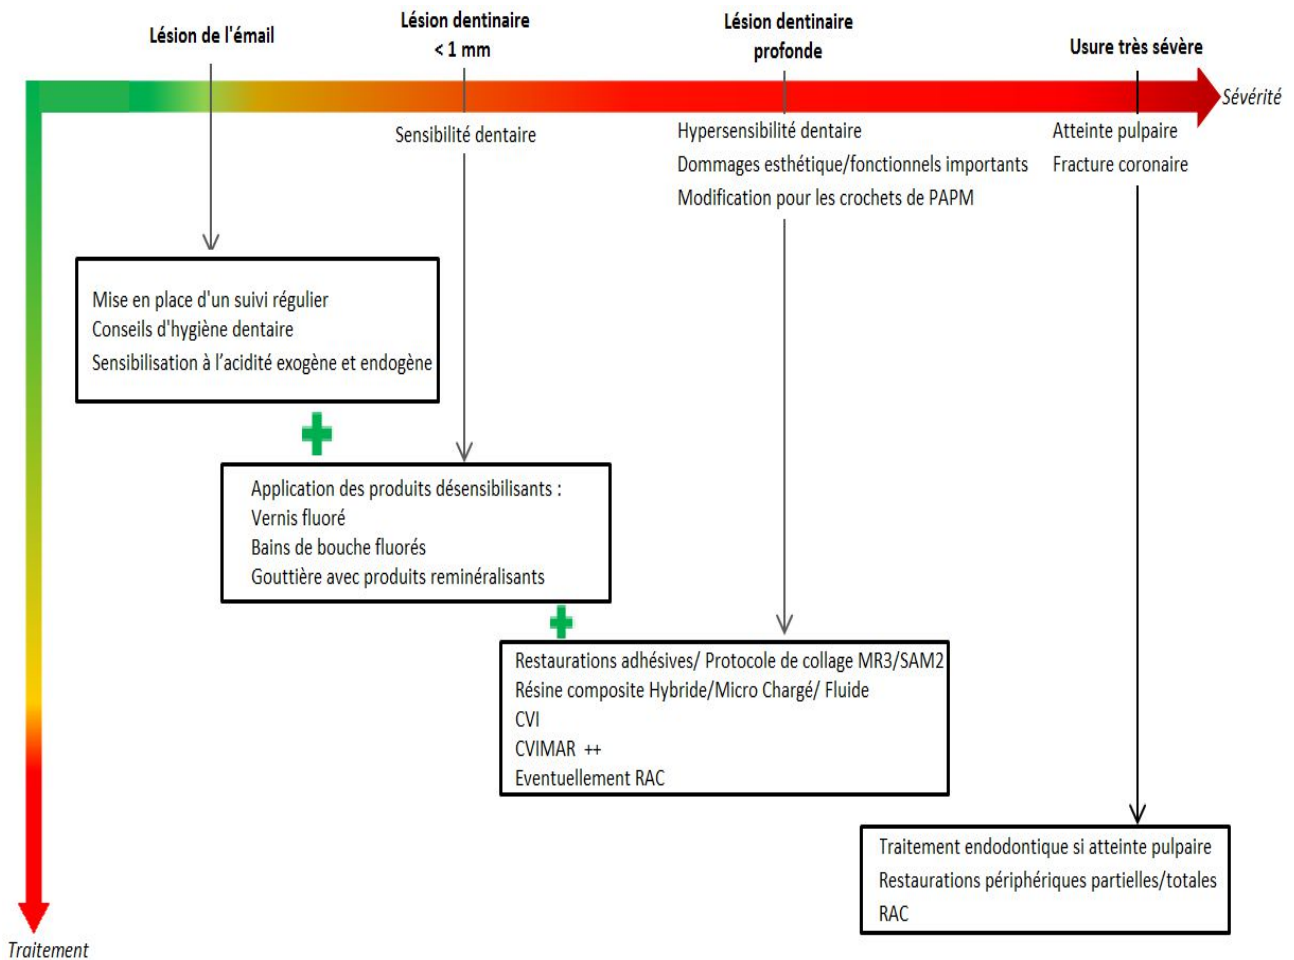 Lésion de l'émail
Lésion dentinaire
< 1 mm
Lésion dentinaire
profonde
Usure très sévère
Sévérité
Sensibilité dentaire
Hypersensibilité dentaire
Dommages esthétique/fonctionnels importants
Modification pour les crochets de PAPM
Atteinte pulpaire
Fracture coronaire
Mise en place d'un suivi régulier
Conseils d'hygiène dentaire
Sensibilisation à l’acidité exogène et endogène
Application des produits désensibilisants :
Vernis fluoré
Bains de bouche fluorés
Gouttière avec produits reminéralisants
Restaurations adhésives/ Protocole de collage MR3/SAM2
Résine composite Hybride/Micro Chargé/ Fluide
CVI
CVIMAR ++
Eventuellement RAC
Traitement endodontique si atteinte pulpaire
Restaurations périphériques partielles/totales
RAC
Traitement